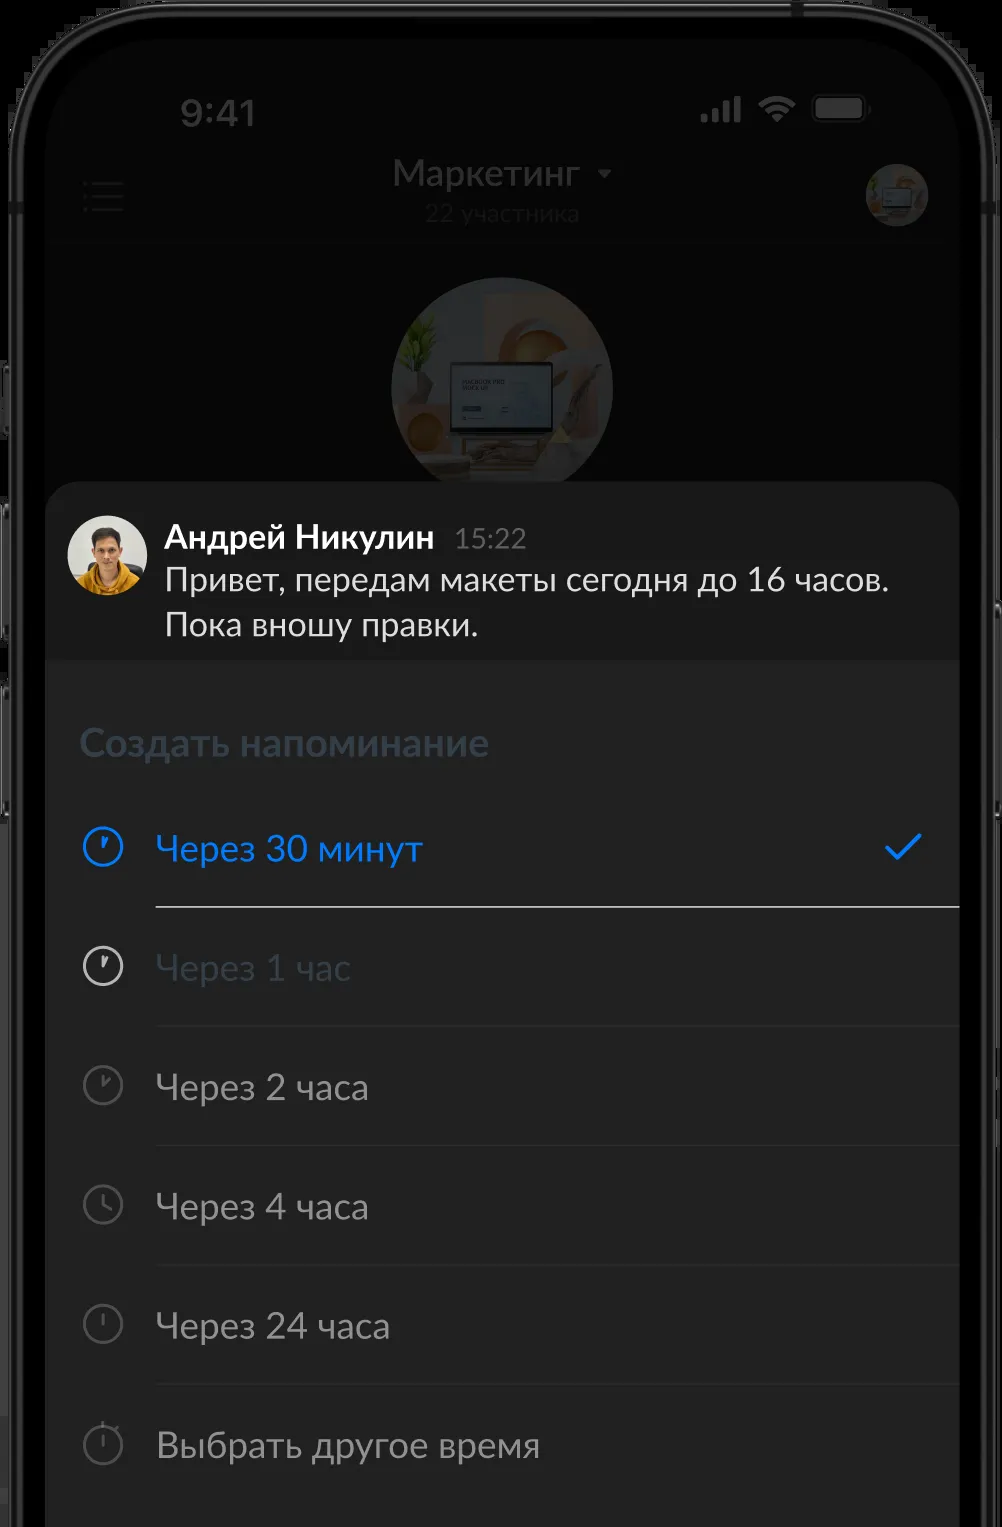 9:41
Маркетинг
22 участника
MACBOOK PRO
Андрей Никулин 15:22
Привет, передам макеты сегодня до 16 часов.
Пока вношу правки.
Создать напоминание
Через 30 минут
Через 1 час
Через 2 часа
Через 4 часа
Через 24 часа
Выбрать другое время